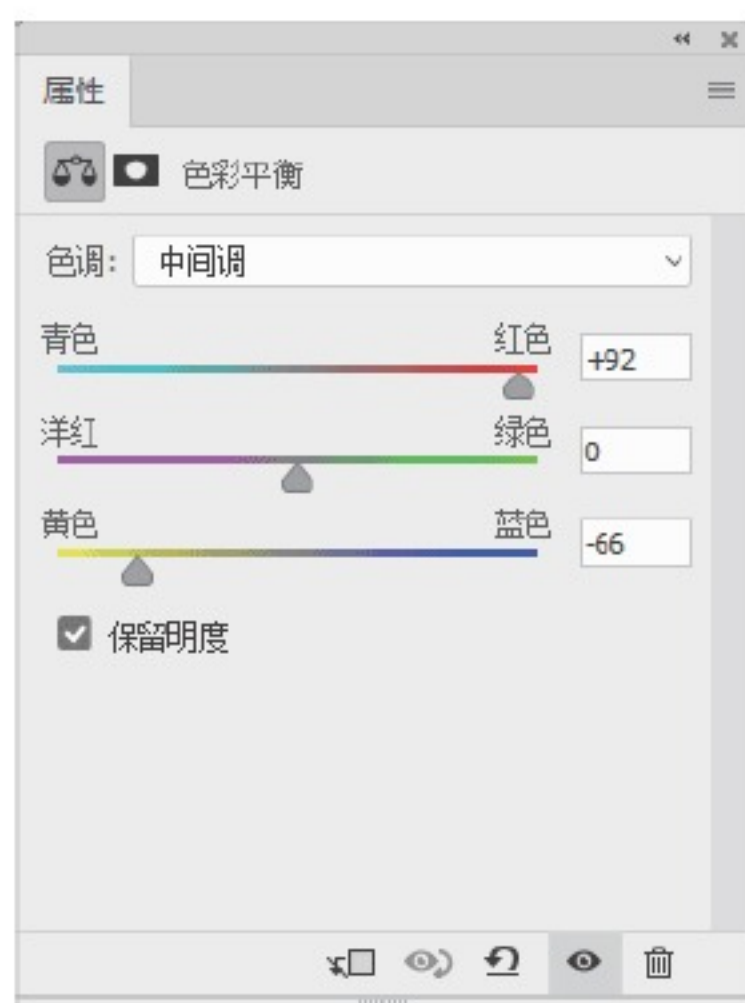 属性
色彩平衡
色调: 中间调
青色 红色 +92
洋红 绿色 0
黄色 蓝色 -66
保留明度